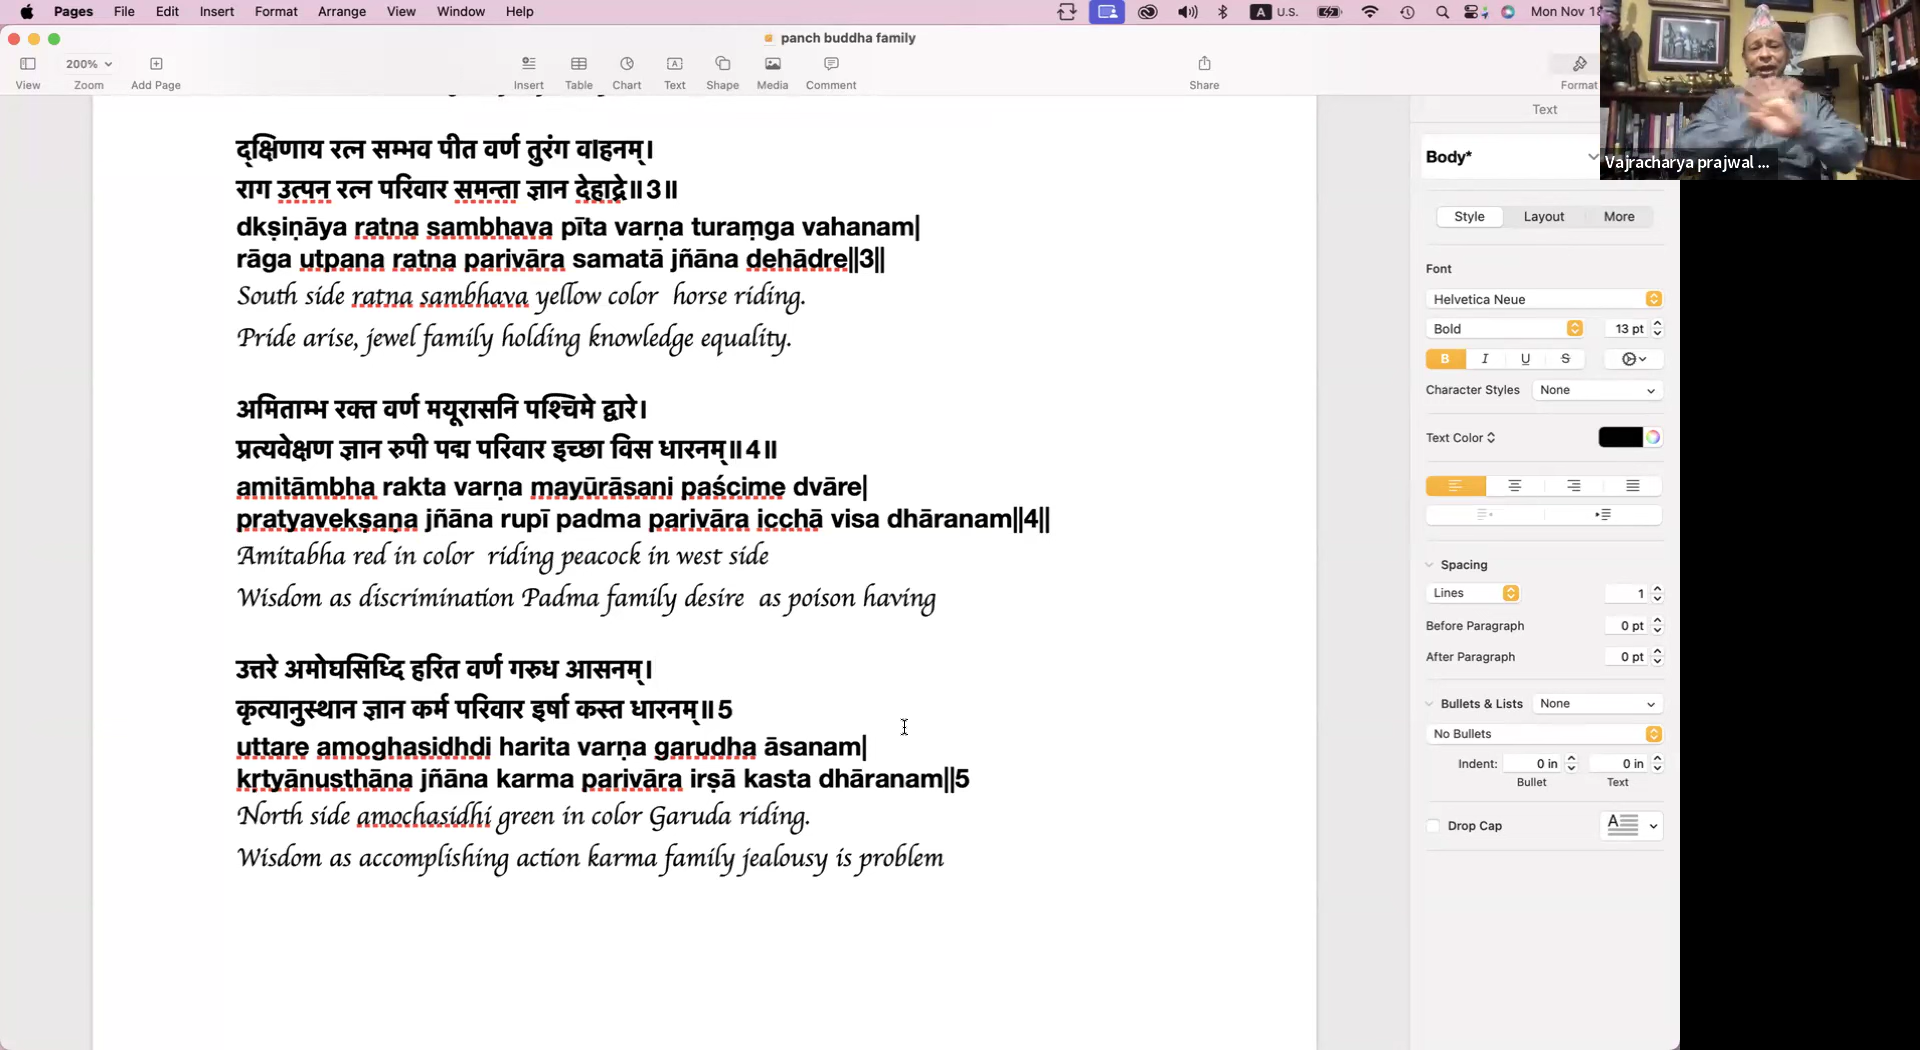 Pages File Edit Insert Format Arrange View Window Help A U.S. Mon Nov 18
panch buddha family
200%
View Zoom Add Page Insert Table Chart Text Shape Media Comment Share Format
Vajracharya prajwal ...
द्क्षिणाय रत्न सम्भव पीत वर्ण तुरंग वाहनम्।
राग उत्पन रत्न परिवार समन्ता ज्ञान देहाद्रे॥3॥
dkṣiṇāya ratna sambhava pīta varṇa turaṃga vahanam|
rāga utpana ratna parivāra samatā jñāna dehādre||3||
South side ratna sambhava yellow color horse riding.
Pride arise, jewel family holding knowledge equality.
अमिताम्भ रक्त वर्ण मयूरासनि पश्चिमे द्वारे।
प्रत्यवेक्षण ज्ञान रुपी पद्म परिवार इच्छा विस धारनम्॥4॥
amitāmbha rakta varṇa mayūrāsani paścime dvāre|
pratyavekṣaṇa jñāna rupī padma parivāra icchā visa dhāranam||4||
Amitabha red in color riding peacock in west side
Wisdom as discrimination Padma family desire as poison having
उत्तरे अमोघसिध्दि हरित वर्ण गरुध आसनम्।
कृत्यानुस्थान ज्ञान कर्म परिवार इर्षा कस्त धारनम्॥5
uttare amoghasidhdi harita varṇa garudha āsanam|
kṛtyānusthāna jñāna karma parivāra irṣā kasta dhāranam||5
North side amochasidhi green in color Garuda riding.
Wisdom as accomplishing action karma family jealousy is problem
Text
Body*
Style Layout More
Font
Helvetica Neue
Bold 13 pt
B I U S
Character Styles None
Text Color
Spacing
Lines 1
Before Paragraph 0 pt
After Paragraph 0 pt
Bullets & Lists None
No Bullets
Indent: 0 in 0 in
Bullet Text
Drop Cap A